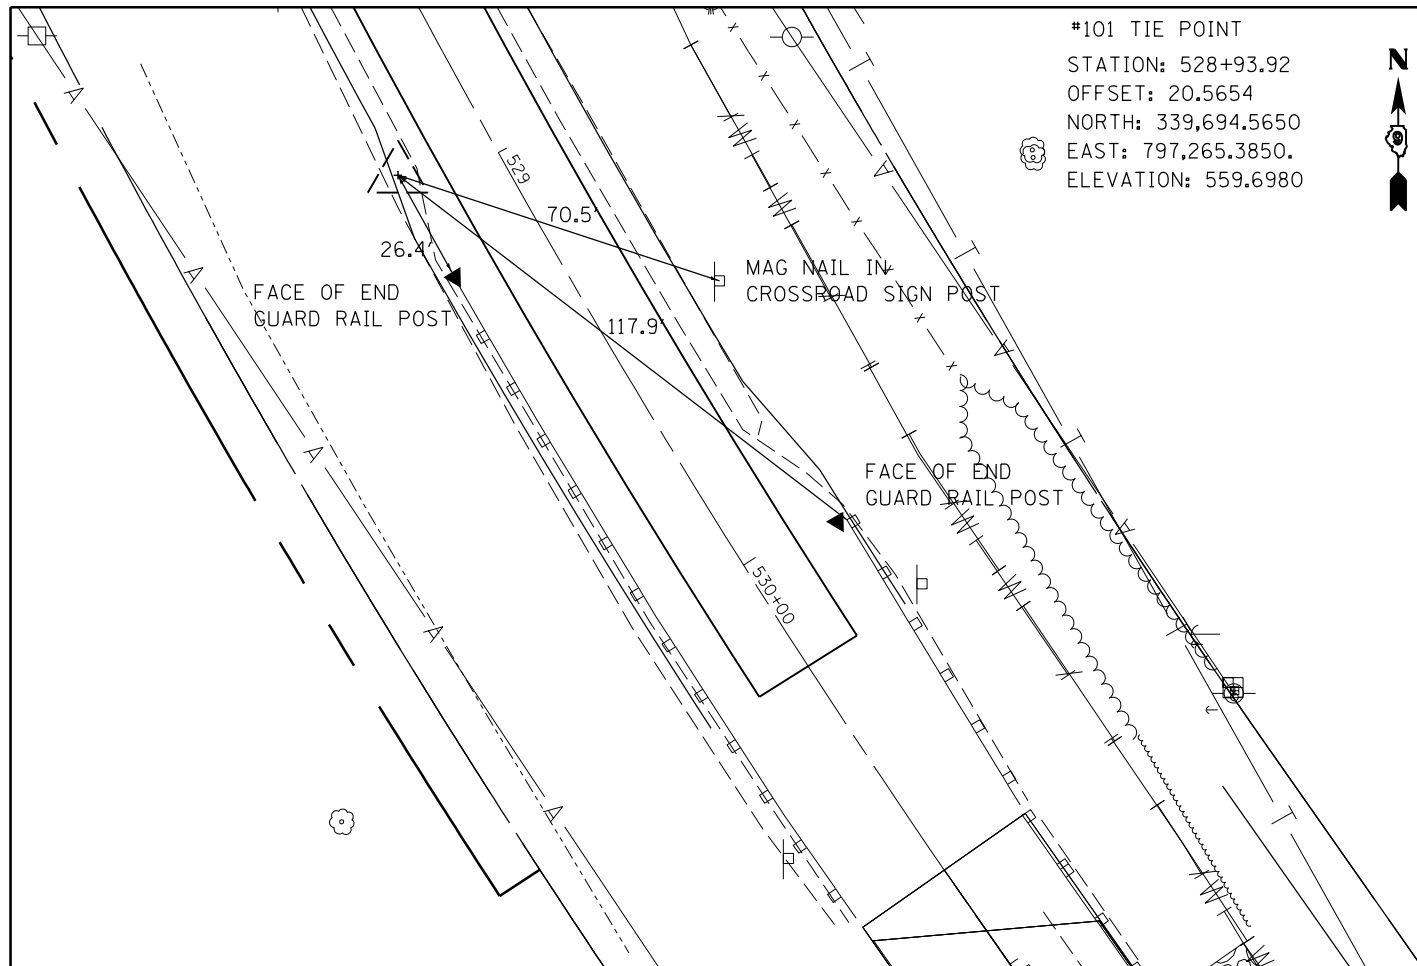 #101 TIE POINT
STATION: 528+93.92
OFFSET: 20.5654
NORTH: 339,694.5650
EAST: 797,265.3850.
ELEVATION: 559.6980
N
529
70.5'
26.4'
MAG NAIL IN
CROSSROAD SIGN POST
FACE OF END
GUARD RAIL POST
117.9'
FACE OF END
GUARD RAIL POST
530+00
A
A
A
A
A
A
A
A
T
T
T
T
T